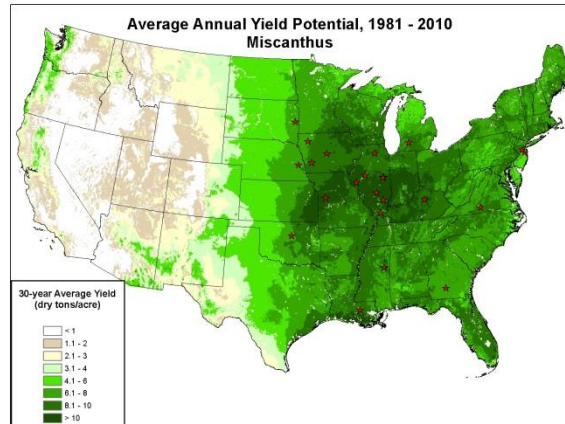 Average Annual Yield Potential, 1981 - 2010
Miscanthus
30-year Average Yield
(dry tons/acre)
< 1
1.1 - 2
2.1 - 3
3.1 - 4
4.1 - 6
6.1 - 8
8.1 - 10
> 10